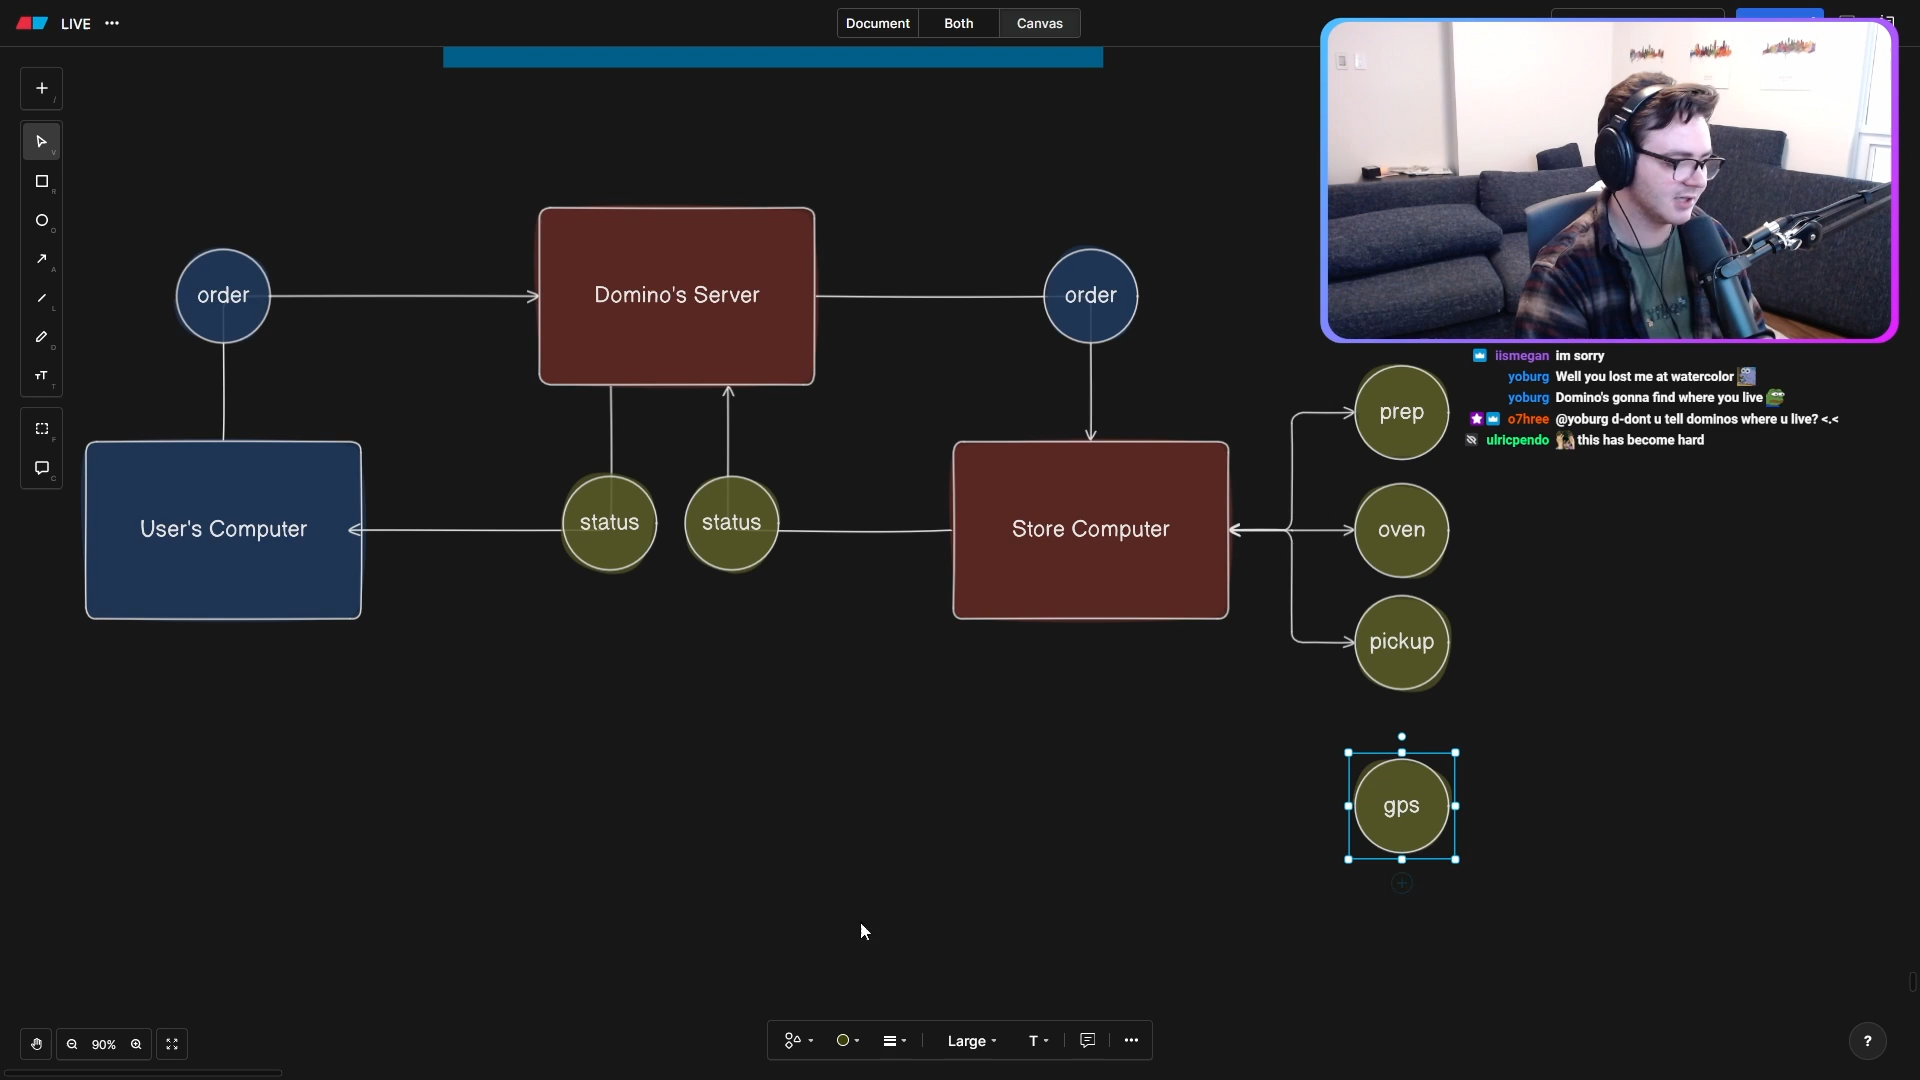 LIVE
Document
Both
Canvas
order
Domino's Server
order
User's Computer
status
status
Store Computer
prep
oven
pickup
gps
iismegan im sorry
yoburg Well you lost me at watercolor
yoburg Domino's gonna find where you live
o7hree @yoburg d-dont u tell dominos where u live? <.<
ulricpendo this has become hard
90%
Large
T
?